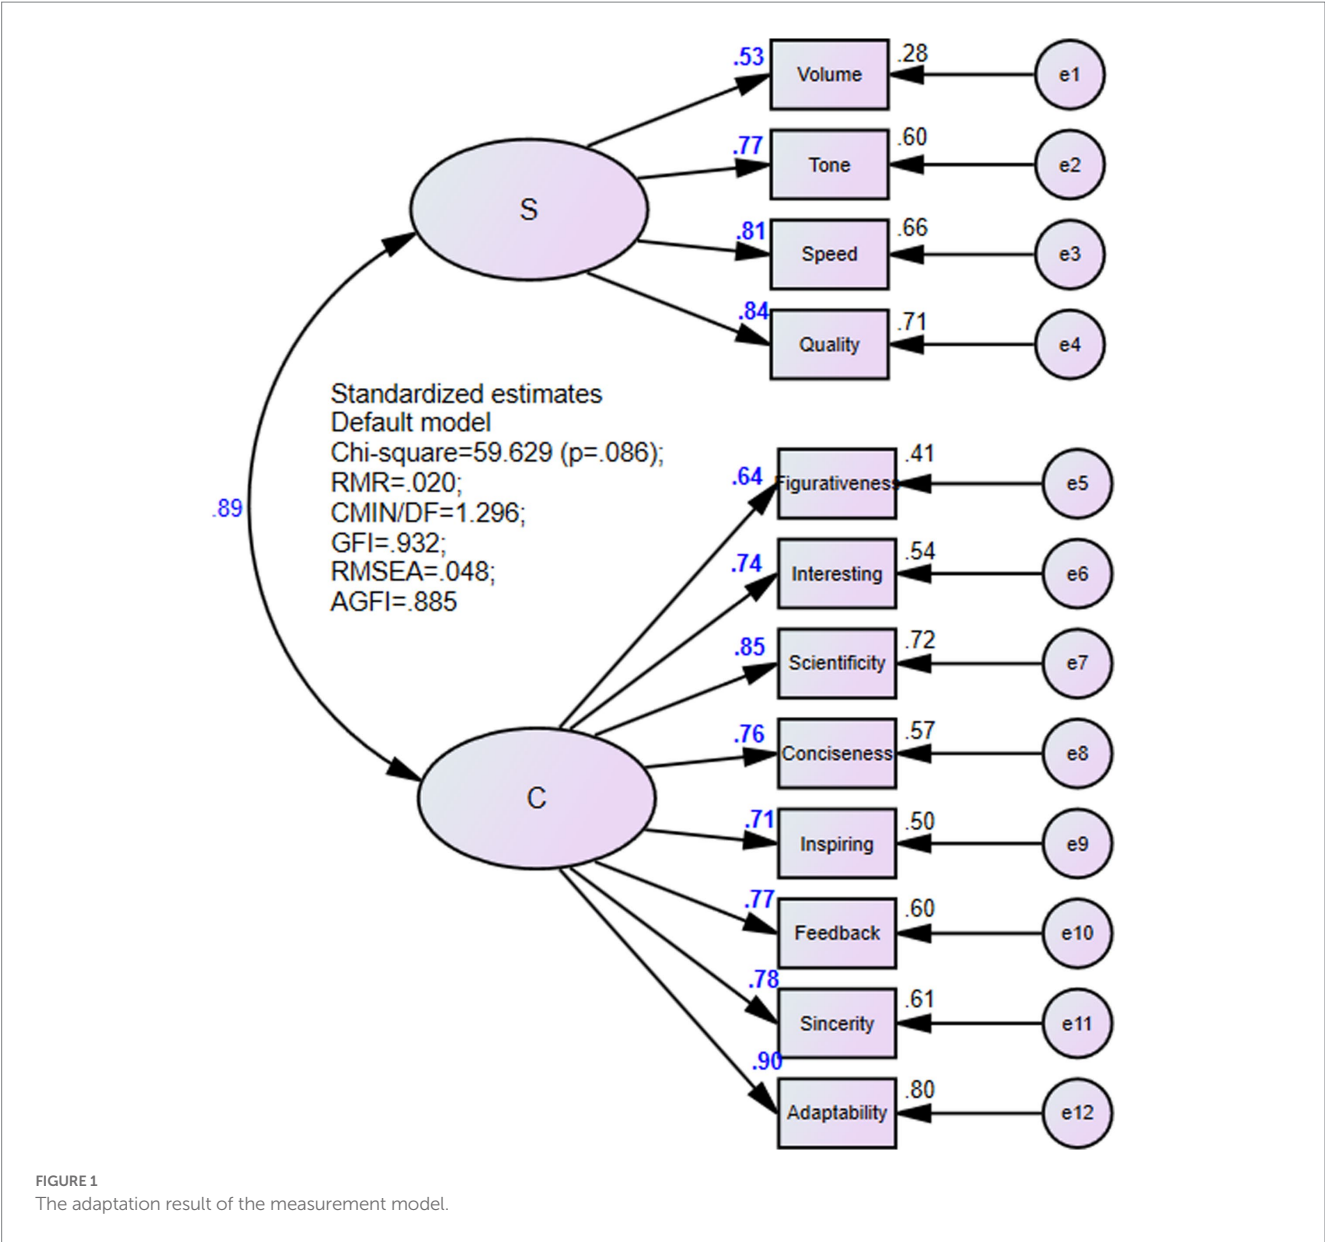 .53
Volume
.28
e1
.77
Tone
.60
e2
S
.81
Speed
.66
e3
.84
Quality
.71
e4
Standardized estimates
Default model
Chi-square=59.629 (p=.086);
RMR=.020;
CMIN/DF=1.296;
GFI=.932;
RMSEA=.048;
AGFI=.885
.89
.64
Figurativeness
.41
e5
.74
Interesting
.54
e6
.85
Scientificity
.72
e7
C
.76
Conciseness
.57
e8
.71
Inspiring
.50
e9
.77
Feedback
.60
e10
.78
Sincerity
.61
e11
.90
Adaptability
.80
e12
FIGURE 1
The adaptation result of the measurement model.